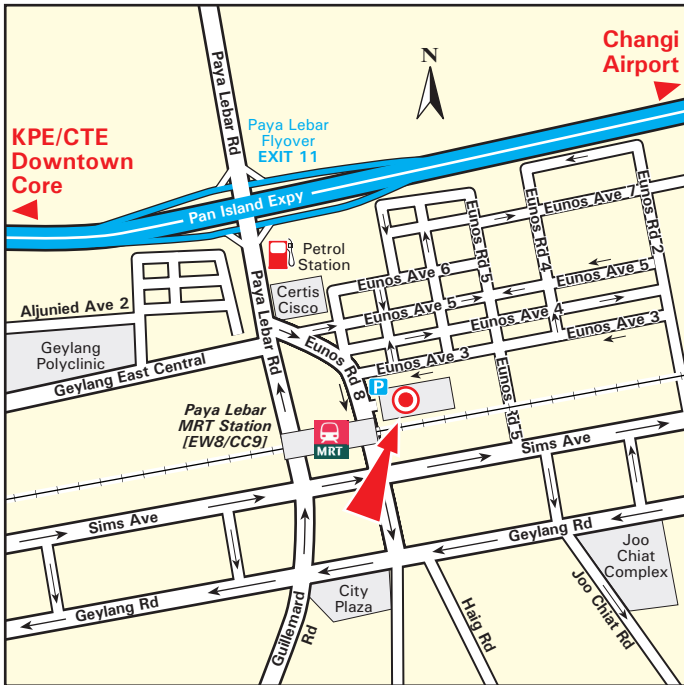 Paya Lebar Rd
N
Changi
Airport
KPE/CTE
Downtown
Core
Paya Lebar
Flyover
EXIT 11
Pan Island Expy
Eunos Ave 7
Eunos Rd 2
Eunos Rd 4
Eunos Rd 5
Petrol
Station
Certis
Cisco
Eunos Ave 6
Eunos Ave 5
Eunos Ave 5
Eunos Ave 4
Eunos Ave 3
Eunos Ave 3
Aljunied Ave 2
Paya Lebar Rd
Geylang
Polyclinic
Geylang East Central
Eunos Rd 8
P
Eunos Rd 5
Paya Lebar
MRT Station
[EW8/CC9]
MRT
Sims Ave
Sims Ave
Geylang Rd
Joo
Chiat
Complex
City
Plaza
Geylang Rd
Guillemard
Rd
Haig Rd
Joo Chiat Rd